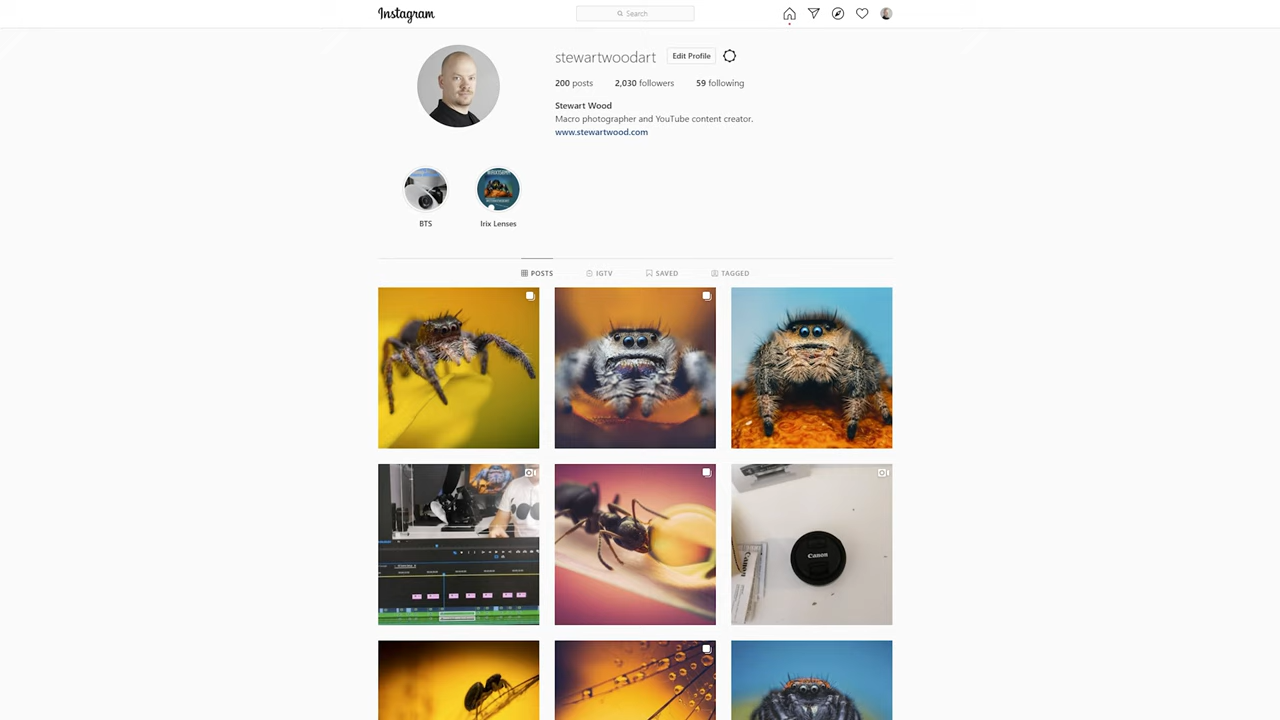 Instagram
Search
stewartwoodart Edit Profile
200 posts 2,030 followers 59 following
Stewart Wood
Macro photographer and YouTube content creator.
www.stewartwood.com
BTS Irix Lenses
POSTS IGTV SAVED TAGGED
Canon
Canon